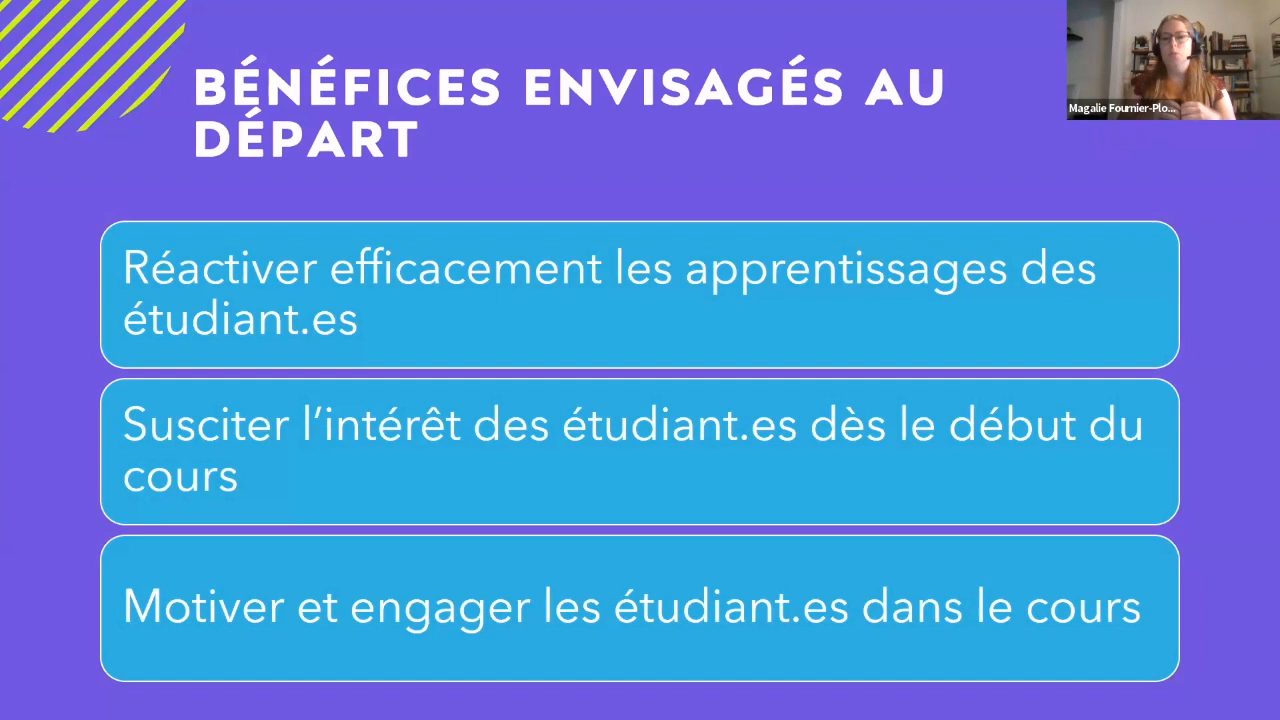 BÉNÉFICES ENVISAGÉS AU
DÉPART
Magalie Fournier-Plo...
Réactiver efficacement les apprentissages des
étudiant.es
Susciter l’intérêt des étudiant.es dès le début du
cours
Motiver et engager les étudiant.es dans le cours